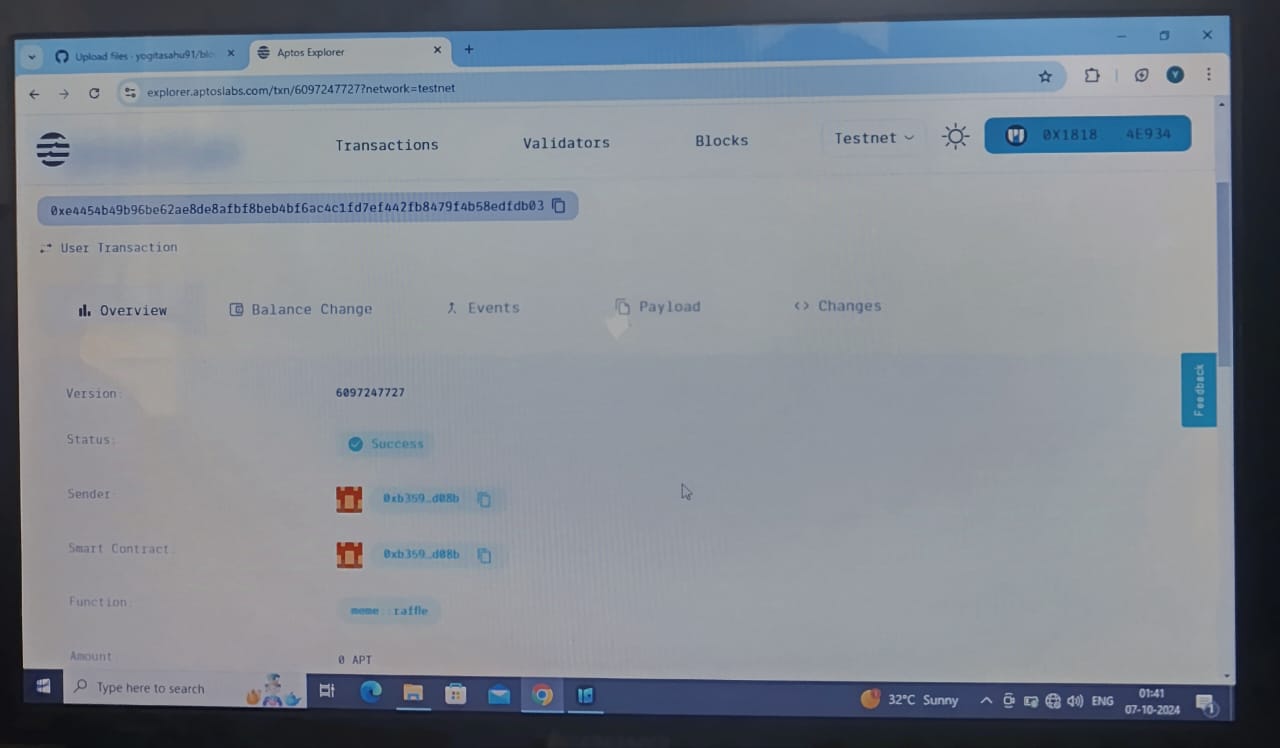 Upload files · yogitasahu91/blo
Aptos Explorer
explorer.aptoslabs.com/txn/6097247727?network=testnet
Transactions Validators Blocks Testnet 0X1818 4E934
0xe4454b49b96be62ae8de8afbf8beb4bf6ac4c1fd7ef442fb8479f4b58edfdb03
User Transaction
Overview Balance Change Events Payload <> Changes
Feedback
Version: 6097247727
Status: Success
Sender: 0xb359…d08b
Smart Contract: 0xb359…d08b
Function: meme::raffle
Amount: 0 APT
Type here to search
32°C Sunny
ENG
01:41
07-10-2024
1